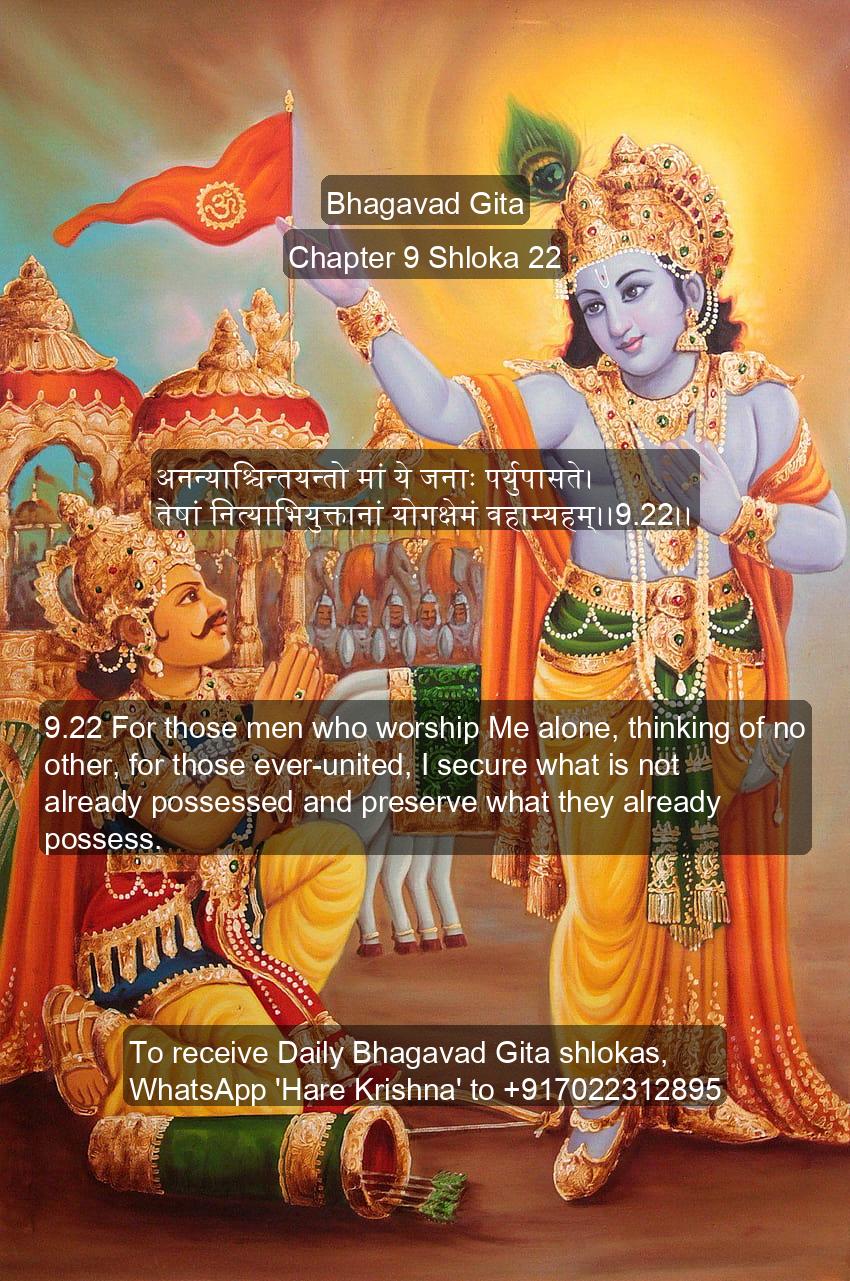 ॐ
Bhagavad Gita
Chapter 9 Shloka 22
अनन्याश्चिन्तयन्तो मां ये जनाः पर्युपासते।
तेषां नित्याभियुक्तानां योगक्षेमं वहाम्यहम्।।9.22।।
9.22 For those men who worship Me alone, thinking of no
other, for those ever-united, I secure what is not
already possessed and preserve what they already
possess.
To receive Daily Bhagavad Gita shlokas,
WhatsApp 'Hare Krishna' to +917022312895